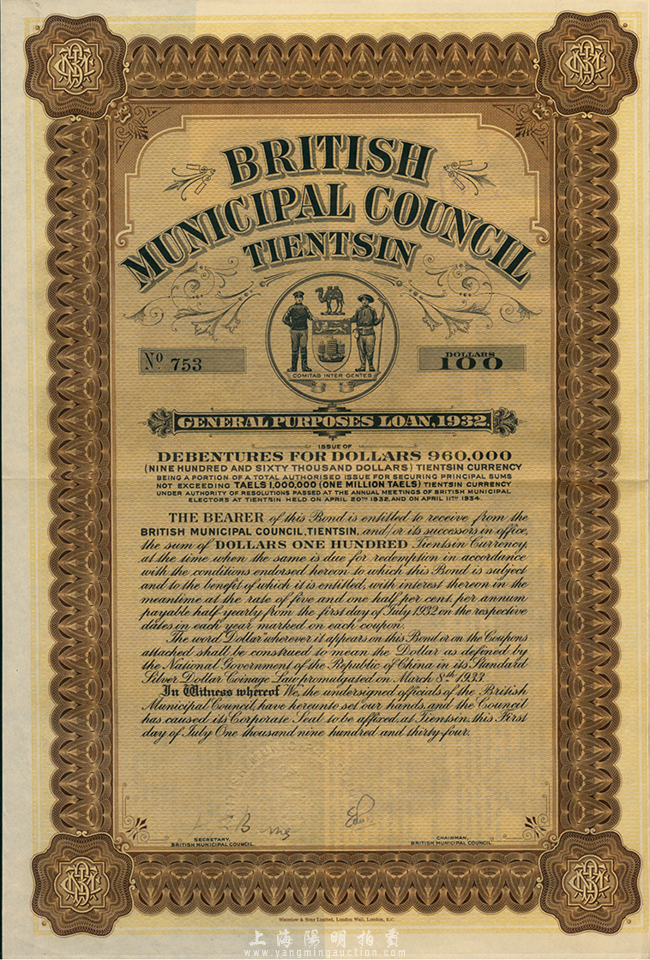 BRITISH
MUNICIPAL COUNCIL
TIENTSIN
COMITAS INTER GENTES
No 753
DOLLARS
100
GENERAL PURPOSES LOAN, 1932.
ISSUE OF
DEBENTURES FOR DOLLARS 960,000
(NINE HUNDRED AND SIXTY THOUSAND DOLLARS) TIENTSIN CURRENCY
BEING A PORTION OF A TOTAL AUTHORISED ISSUE FOR SECURING PRINCIPAL SUMS
NOT EXCEEDING TAELS 1,000,000 (ONE MILLION TAELS) TIENTSIN CURRENCY
UNDER AUTHORITY OF RESOLUTIONS PASSED AT THE ANNUAL MEETINGS OF BRITISH MUNICIPAL
ELECTORS AT TIENTSIN HELD ON APRIL 20TH 1932, AND ON APRIL 11TH 1934.
THE BEARER of this Bond is entitled to receive from the
BRITISH MUNICIPAL COUNCIL, TIENTSIN, and/or its successors in office,
the sum of DOLLARS ONE HUNDRED Tientsin Currency,
at the time when the same is due for redemption in accordance
with the conditions endorsed hereon to which this Bond is subject
and to the benefit of which it is entitled, with interest thereon in the
meantime at the rate of five and one half per cent. per annum
payable half-yearly from the first day of July 1932 on the respective
dates in each year marked on each coupon.
The word Dollar wherever it appears on this Bond or on the Coupons
attached shall be construed to mean the Dollar as defined by
the National Government of the Republic of China in its Standard
Silver Dollar Coinage Law promulgated on March 8th 1933
In Witness whereof We, the undersigned officials of the British
Municipal Council, have hereunto set our hands, and the Council
has caused its Corporate Seal to be affixed, at Tientsin, this First
day of July One thousand nine hundred and thirty-four.
SECRETARY,
BRITISH MUNICIPAL COUNCIL
CHAIRMAN,
BRITISH MUNICIPAL COUNCIL
Waterlow & Sons Limited, London Wall, London, E.C.
上海陽明拍賣
www.yangmingauction.com